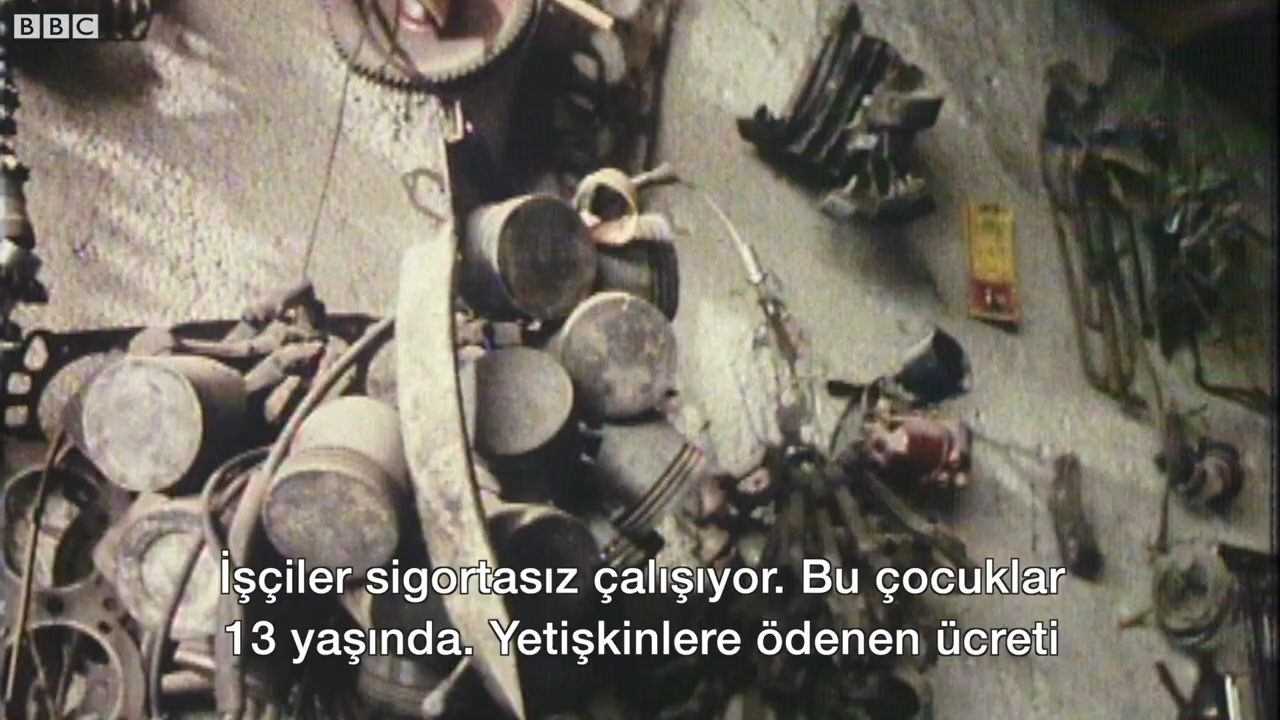 BBC
İşçiler sigortasız çalışıyor. Bu çocuklar
13 yaşında. Yetişkinlere ödenen ücreti